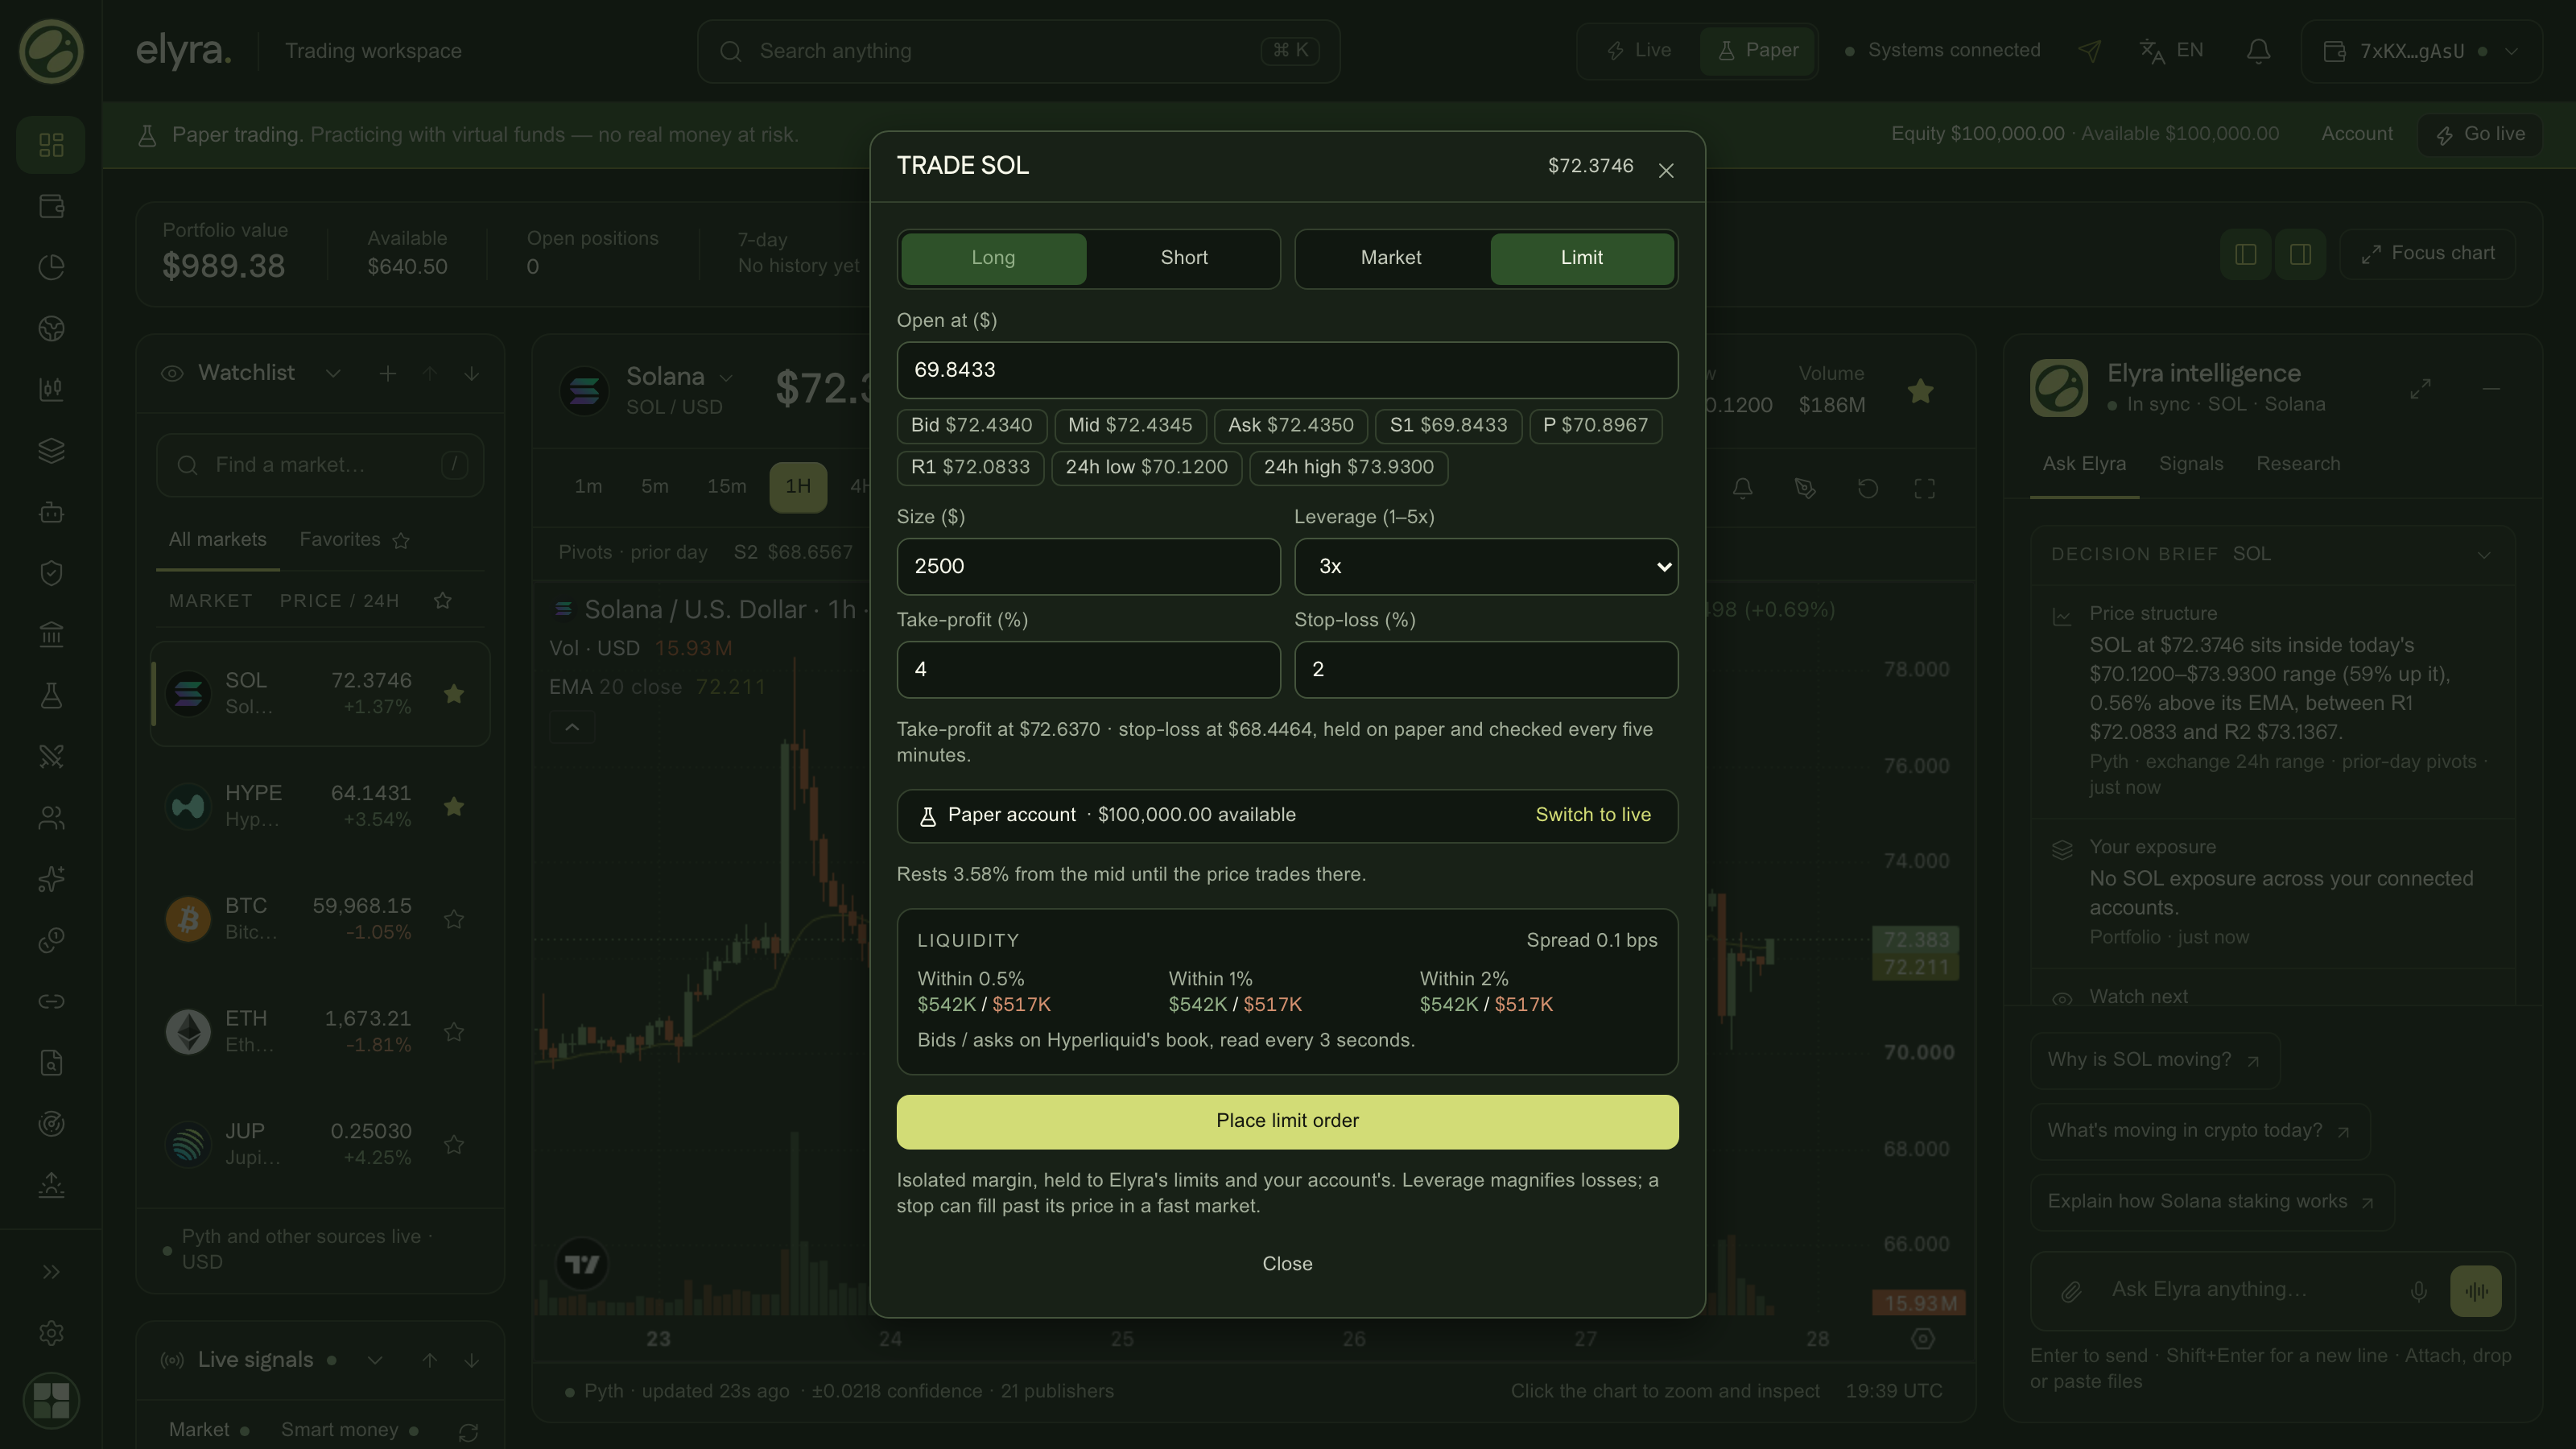 elyra.
Trading workspace
Search anything
⌘ K
Live
Paper
Systems connected
EN
7xKX...gAsU
Paper trading. Practicing with virtual funds — no real money at risk.
Equity $100,000.00 · Available $100,000.00
Account
Go live
Portfolio value
$989.38
Available
$640.50
Open positions
0
7-day
No history yet
Focus chart
Watchlist
Find a market...
/
All markets
Favorites
MARKET
PRICE / 24H
SOL
72.3746
Sol...
+1.37%
HYPE
64.1431
Hyp...
+3.54%
BTC
59,968.15
Bitc...
-1.05%
ETH
1,673.21
Eth...
-1.81%
JUP
0.25030
Jupi...
+4.25%
Pyth and other sources live ·
USD
Live signals
Market
Smart money
Solana
SOL / USD
$72.3
0.1200
Volume
$186M
1m
5m
15m
1H
Pivots · prior day
S2 $68.6567
Solana / U.S. Dollar · 1h ·
498 (+0.69%)
Vol · USD 15.93 M
EMA 20 close 72.211
78.000
76.000
74.000
72.383
72.211
70.000
68.000
66.000
15.93 M
23
24
25
26
27
28
Pyth · updated 23s ago · ±0.0218 confidence · 21 publishers
Click the chart to zoom and inspect
19:39 UTC
TRADE SOL
$72.3746
Long
Short
Market
Limit
Open at ($)
69.8433
Bid $72.4340
Mid $72.4345
Ask $72.4350
S1 $69.8433
P $70.8967
R1 $72.0833
24h low $70.1200
24h high $73.9300
Size ($)
Leverage (1–5x)
2500
3x
Take-profit (%)
Stop-loss (%)
4
2
Take-profit at $72.6370 · stop-loss at $68.4464, held on paper and checked every five
minutes.
Paper account · $100,000.00 available
Switch to live
Rests 3.58% from the mid until the price trades there.
LIQUIDITY
Spread 0.1 bps
Within 0.5%
Within 1%
Within 2%
$542K / $517K
$542K / $517K
$542K / $517K
Bids / asks on Hyperliquid's book, read every 3 seconds.
Place limit order
Isolated margin, held to Elyra's limits and your account's. Leverage magnifies losses; a
stop can fill past its price in a fast market.
Close
Elyra intelligence
In sync · SOL · Solana
Ask Elyra
Signals
Research
DECISION BRIEF SOL
Price structure
SOL at $72.3746 sits inside today's
$70.1200–$73.9300 range (59% up it),
0.56% above its EMA, between R1
$72.0833 and R2 $73.1367.
Pyth · exchange 24h range · prior-day pivots ·
just now
Your exposure
No SOL exposure across your connected
accounts.
Portfolio · just now
Watch next
Why is SOL moving?
What's moving in crypto today?
Explain how Solana staking works
Ask Elyra anything...
Enter to send · Shift+Enter for a new line · Attach, drop
or paste files